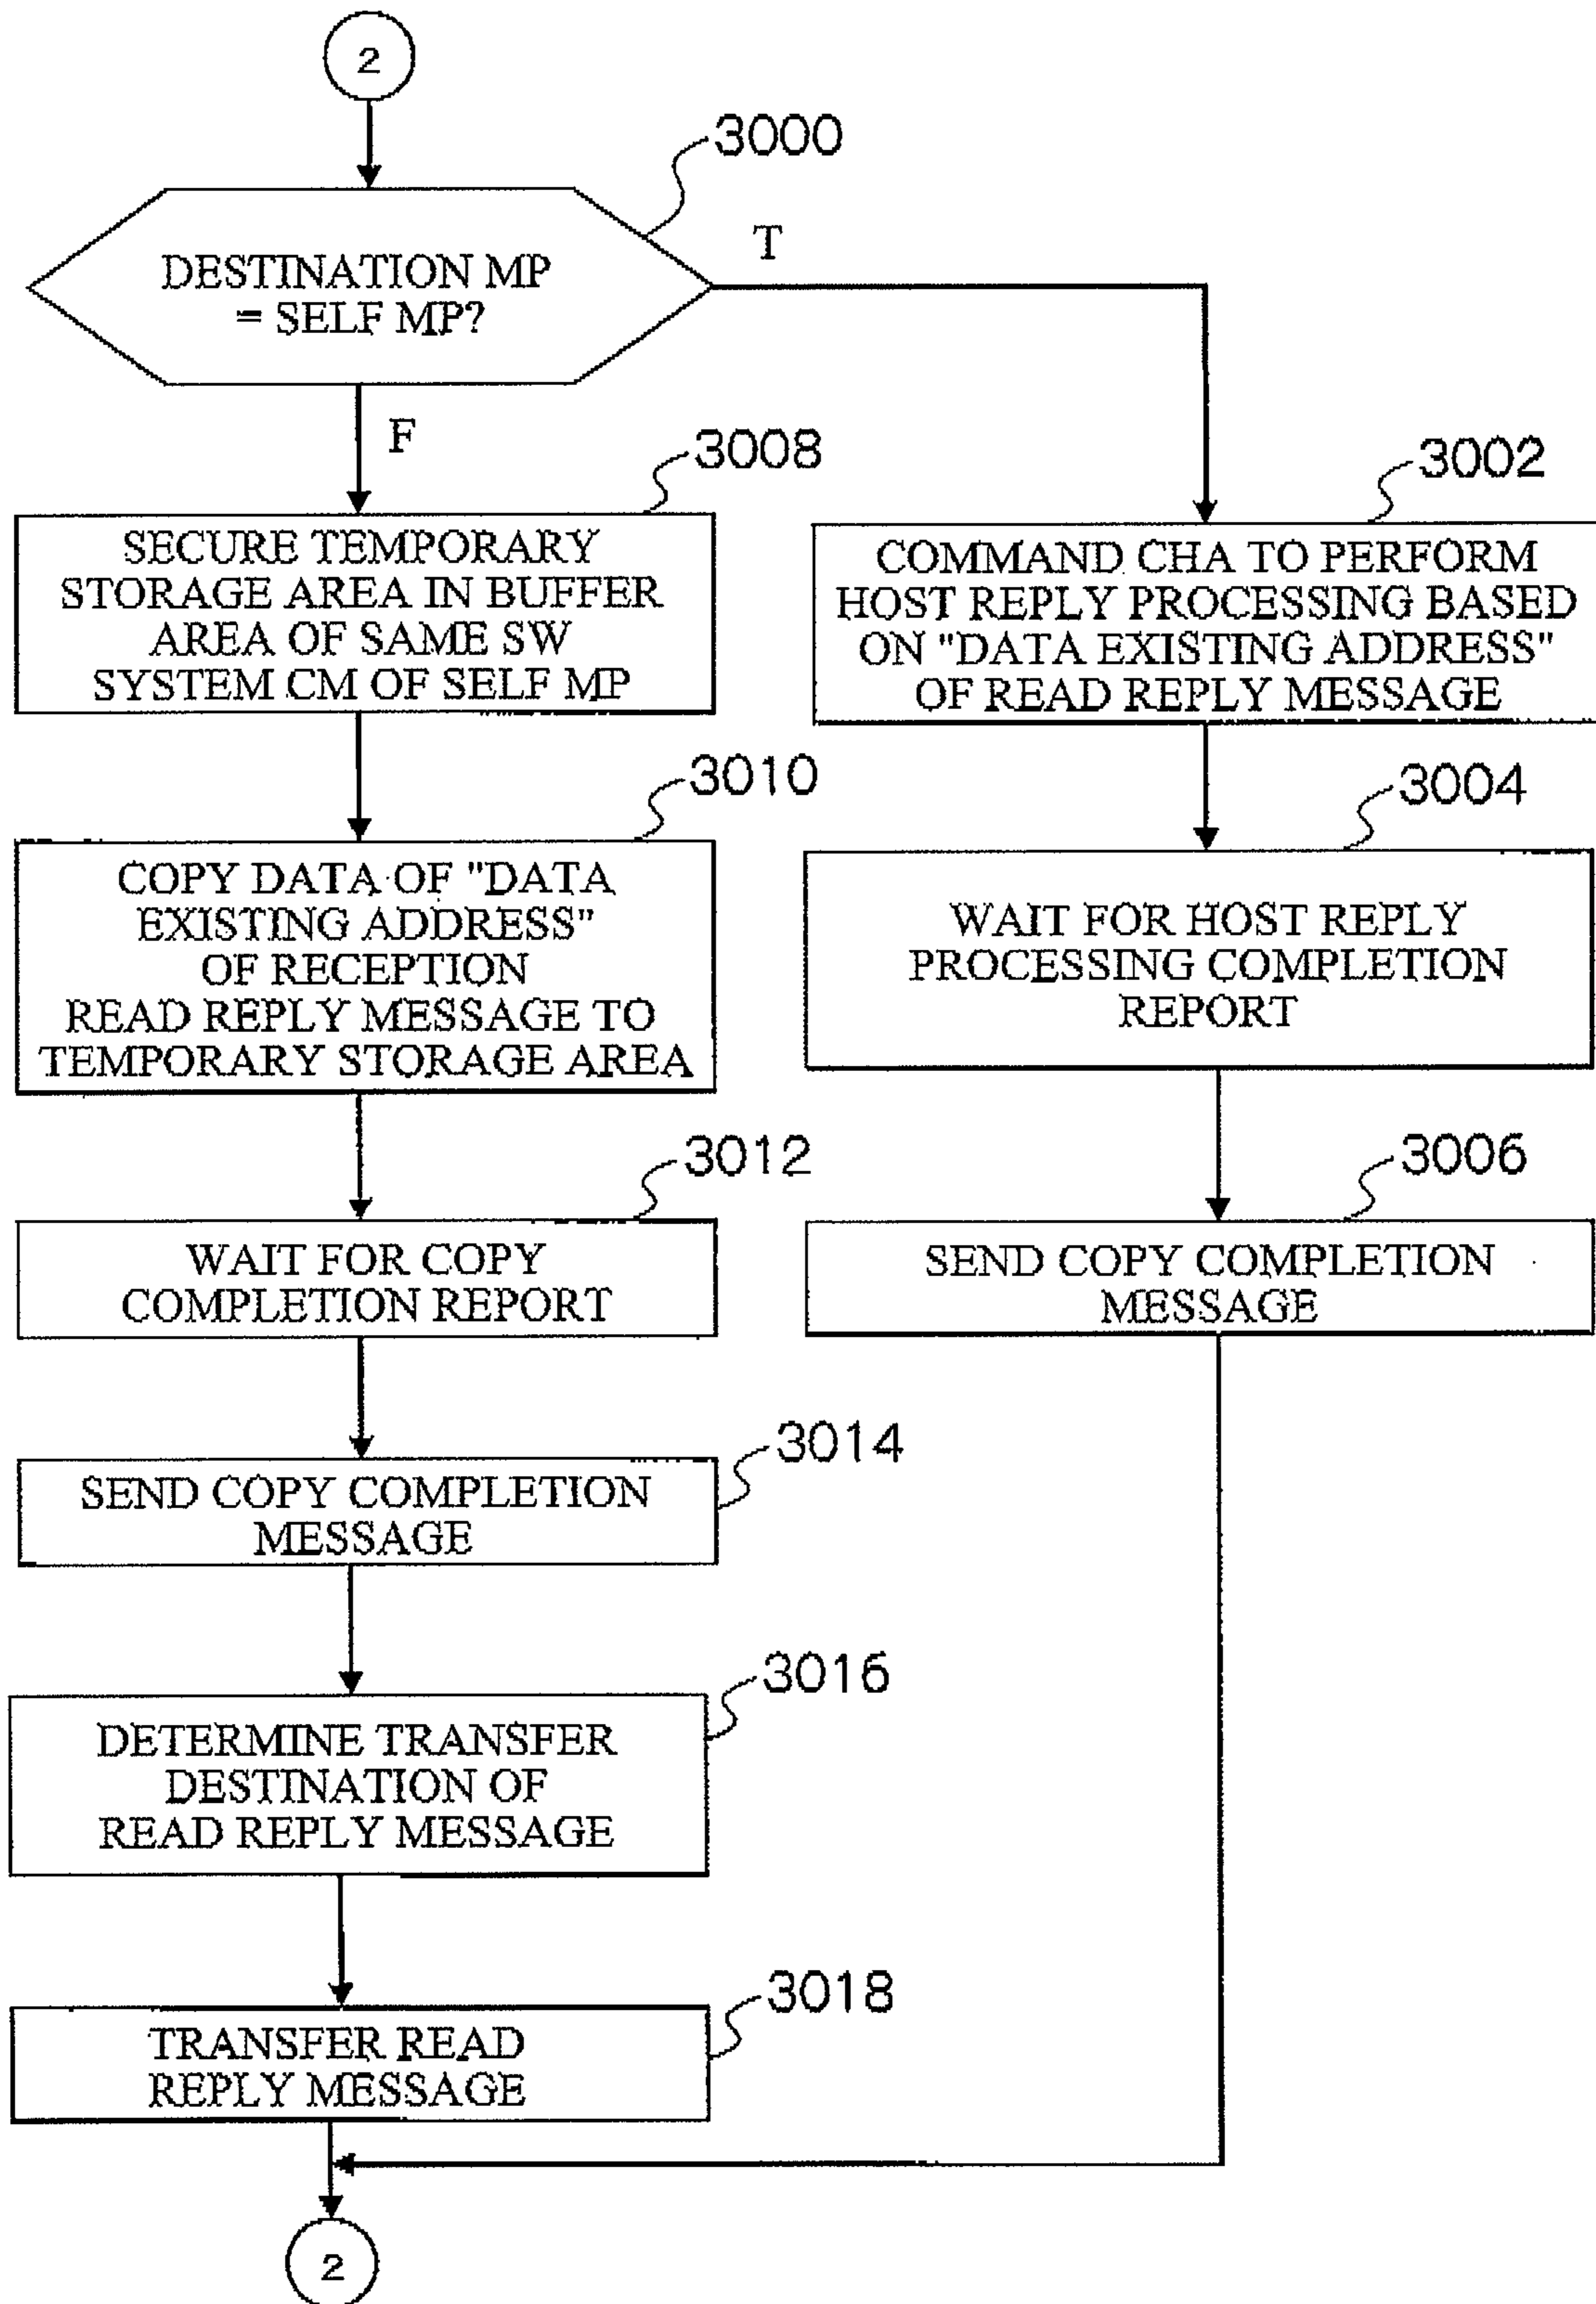 2
3000
DESTINATION MP
= SELF MP?
T
F
3008
SECURE TEMPORARY
STORAGE AREA IN BUFFER
AREA OF SAME SW
SYSTEM CM OF SELF MP
3002
COMMAND CHA TO PERFORM
HOST REPLY PROCESSING BASED
ON "DATA EXISTING ADDRESS"
OF READ REPLY MESSAGE
3010
COPY DATA OF "DATA
EXISTING ADDRESS"
OF RECEPTION
READ REPLY MESSAGE TO
TEMPORARY STORAGE AREA
3004
WAIT FOR HOST REPLY
PROCESSING COMPLETION
REPORT
3012
WAIT FOR COPY
COMPLETION REPORT
3006
SEND COPY COMPLETION
MESSAGE
3014
SEND COPY COMPLETION
MESSAGE
3016
DETERMINE TRANSFER
DESTINATION OF
READ REPLY MESSAGE
3018
TRANSFER READ
REPLY MESSAGE
2